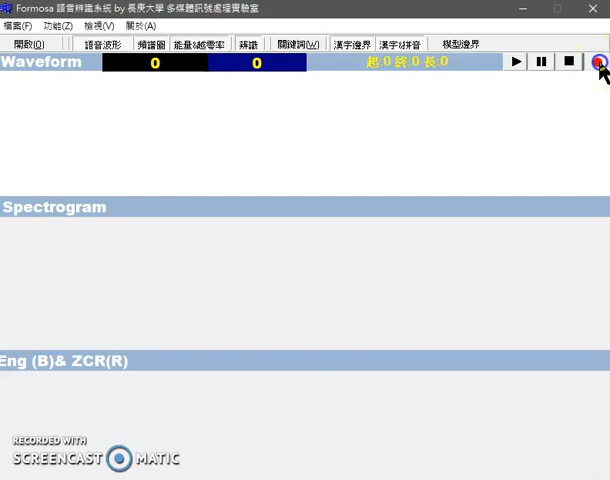 Formosa 語音辨識系統 by 長庚大學 多媒體訊號處理實驗室
檔案(F) 功能(Z) 檢視(V) 關於(A)
開啟(O) 語音波形 頻譜圖 能量&越零率 辨識 關鍵詞(W) 漢字邊界 漢字&拼音 模型邊界
Waveform 0 0 起:0 終:0 長:0
Spectrogram
Eng (B)& ZCR(R)
RECORDED WITH
SCREENCAST MATIC